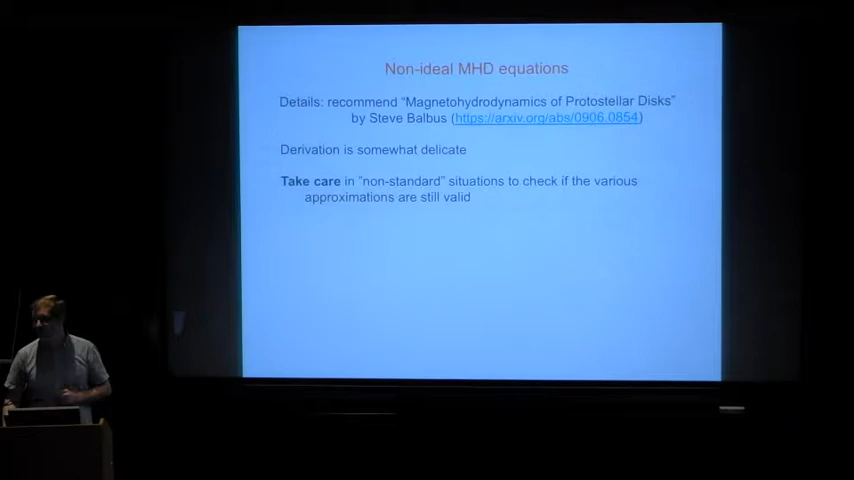 Non-ideal MHD equations
Details: recommend "Magnetohydrodynamics of Protostellar Disks"
by Steve Balbus (https://arxiv.org/abs/0906.0854)
Derivation is somewhat delicate
Take care in "non-standard" situations to check if the various
approximations are still valid